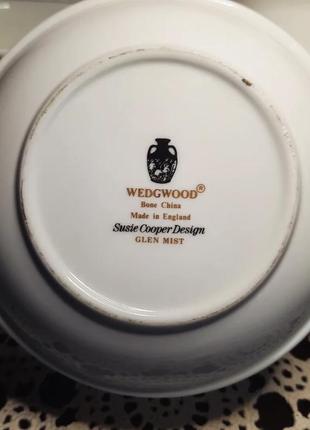 WEDGWOOD®
Bone China
Made in England
Susie Cooper Design
GLEN MIST